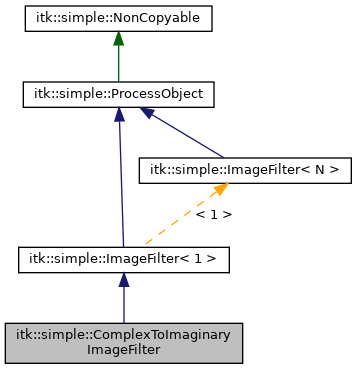 itk::simple::NonCopyable
itk::simple::ProcessObject
itk::simple::ImageFilter< N >
< 1 >
itk::simple::ImageFilter< 1 >
itk::simple::ComplexToImaginary
ImageFilter